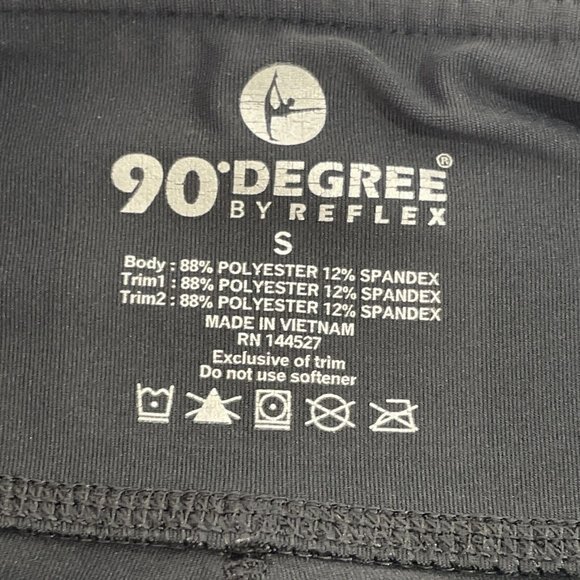 90°DEGREE®
BY REFLEX
S
Body : 88% POLYESTER 12% SPANDEX
Trim1 : 88% POLYESTER 12% SPANDEX
Trim2 : 88% POLYESTER 12% SPANDEX
MADE IN VIETNAM
RN 144527
Exclusive of trim
Do not use softener